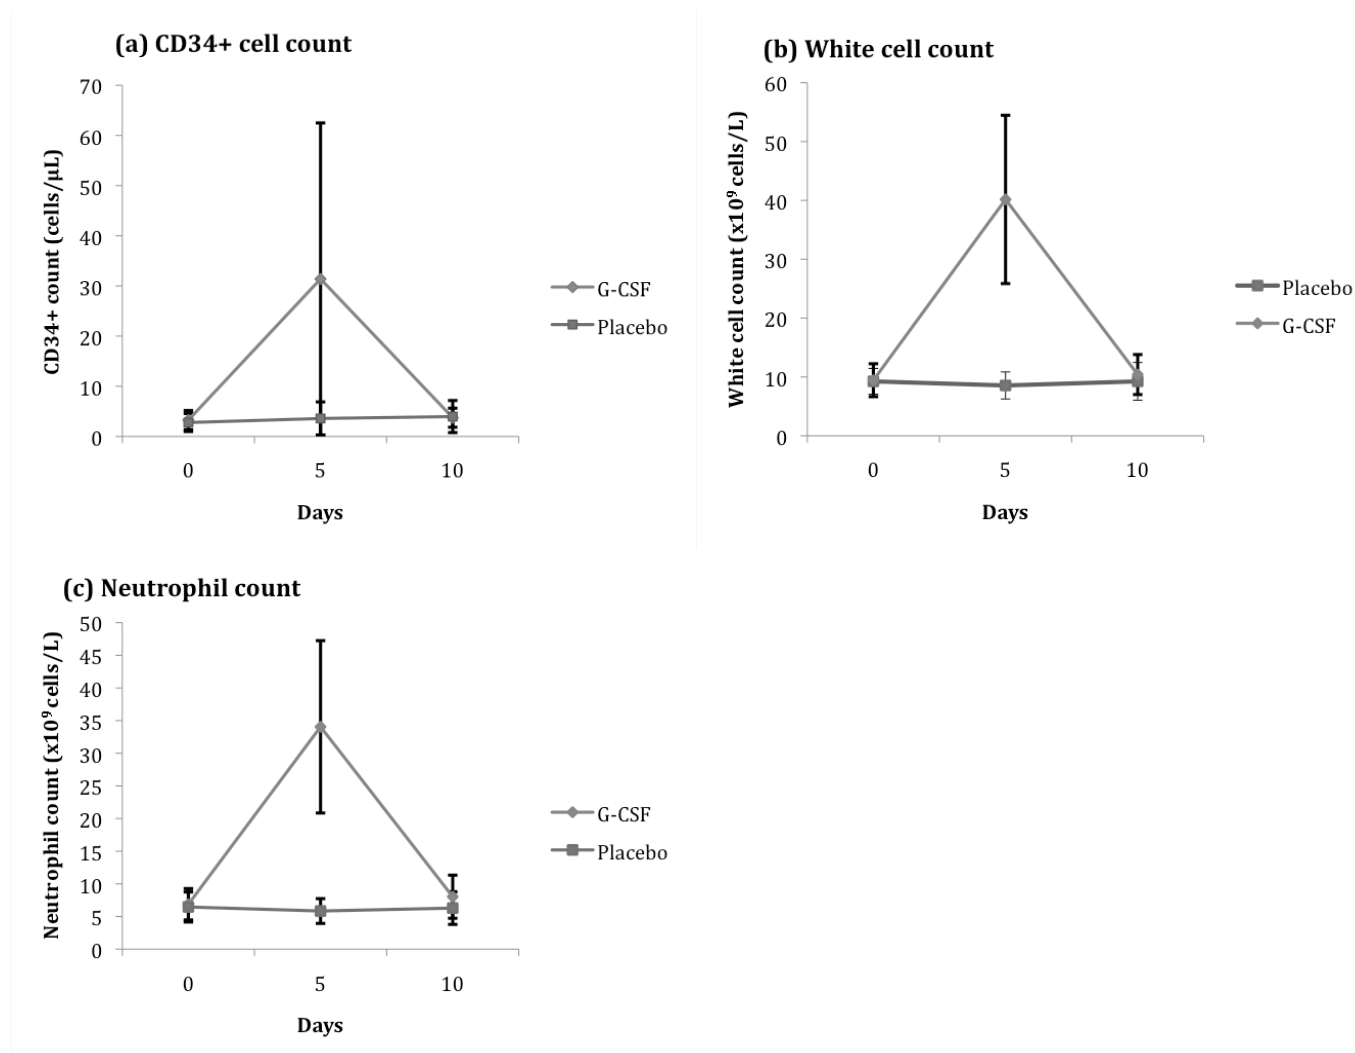 (a) CD34+ cell count
CD34+ count (cells/µL)
70
60
50
40
30
20
10
0
0 5 10
Days
G-CSF
Placebo
(b) White cell count
White cell count (x10⁹ cells/L)
60
50
40
30
20
10
0
0 5 10
Days
Placebo
G-CSF
(c) Neutrophil count
Neutrophil count (x10⁹ cells/L)
50
45
40
35
30
25
20
15
10
5
0
0 5 10
Days
G-CSF
Placebo